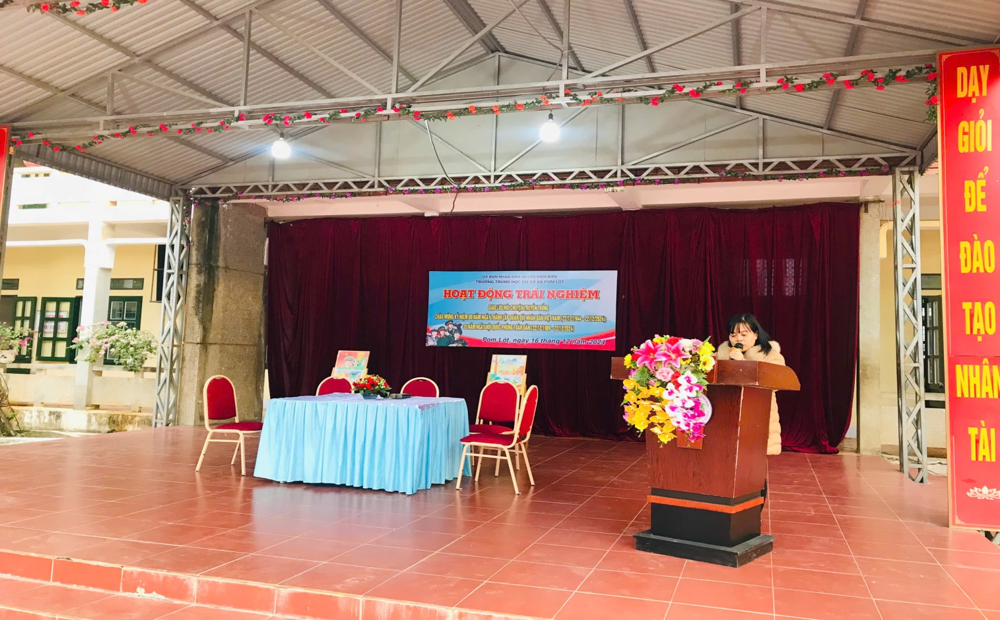 ỦY BAN NHÂN DÂN HUYỆN ĐIỆN BIÊN
TRƯỜNG TRUNG HỌC CƠ SỞ XÃ POM LÓT
HOẠT ĐỘNG TRẢI NGHIỆM
GIAO LƯU NÓI CHUYỆN TRUYỀN THỐNG
CHÀO MỪNG KỶ NIỆM 80 NĂM NGÀY THÀNH LẬP QUÂN ĐỘI NHÂN DÂN VIỆT NAM (22/12/1944 - 22/12/2024);
35 NĂM NGÀY HỘI QUỐC PHÒNG TOÀN DÂN (22/12/1989 - 22/12/2024)
Pom Lót, ngày 16 tháng 12 năm 2024
DẠY
GIỎI
ĐỂ
ĐÀO
TẠO
NHÂN
TÀI